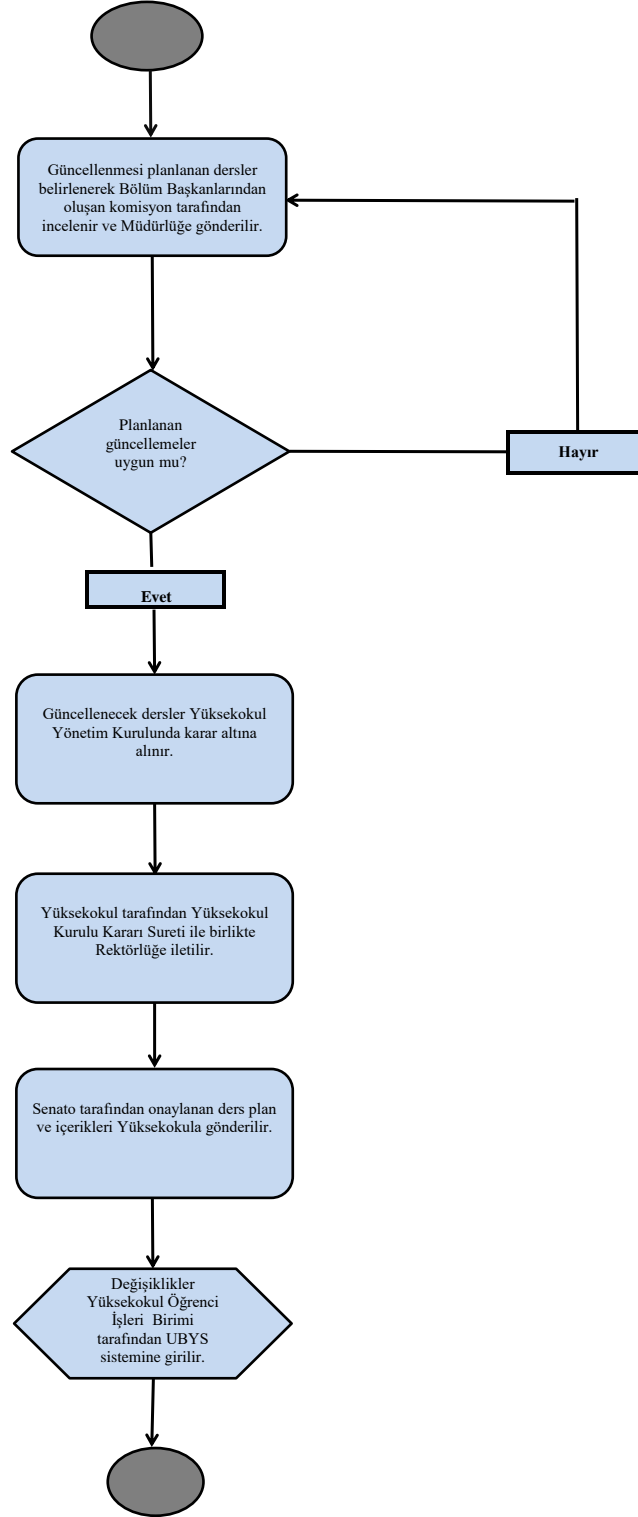 Güncellenmesi planlanan dersler
belirlenerek Bölüm Başkanlarından
oluşan komisyon tarafından
incelenir ve Müdürlüğe gönderilir.
Planlanan
güncellemeler
uygun mu?
Hayır
Evet
Güncellenecek dersler Yüksekokul
Yönetim Kurulunda karar altına
alınır.
Yüksekokul tarafından Yüksekokul
Kurulu Kararı Sureti ile birlikte
Rektörlüğe iletilir.
Senato tarafından onaylanan ders plan
ve içerikleri Yüksekokula gönderilir.
Değişiklikler
Yüksekokul Öğrenci
İşleri Birimi
tarafından UBYS
sistemine girilir.